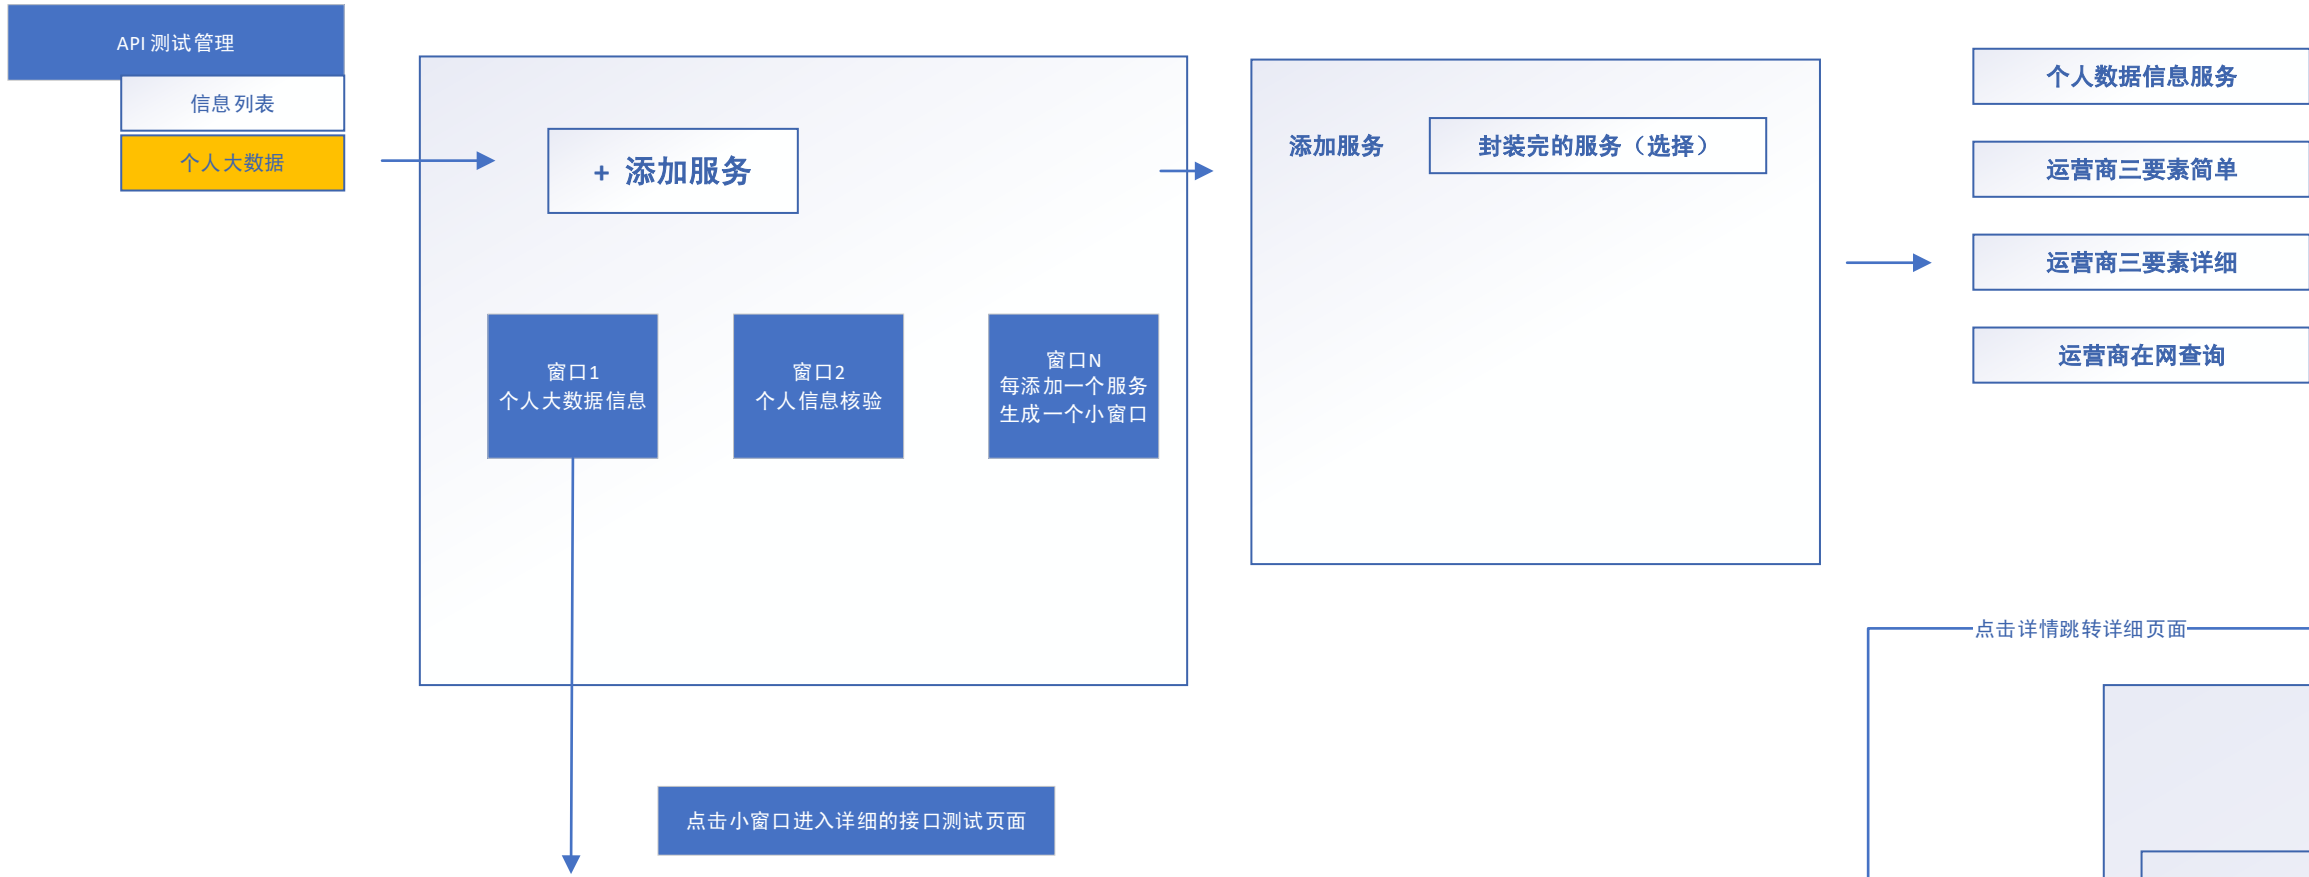 API 测试管理
信息列表
个人大数据
+ 添加服务
窗口1
个人大数据信息
窗口2
个人信息核验
窗口N
每添加一个服务
生成一个小窗口
点击小窗口进入详细的接口测试页面
添加服务
封装完的服务（选择）
个人数据信息服务
运营商三要素简单
运营商三要素详细
运营商在网查询
点击详情跳转详细页面